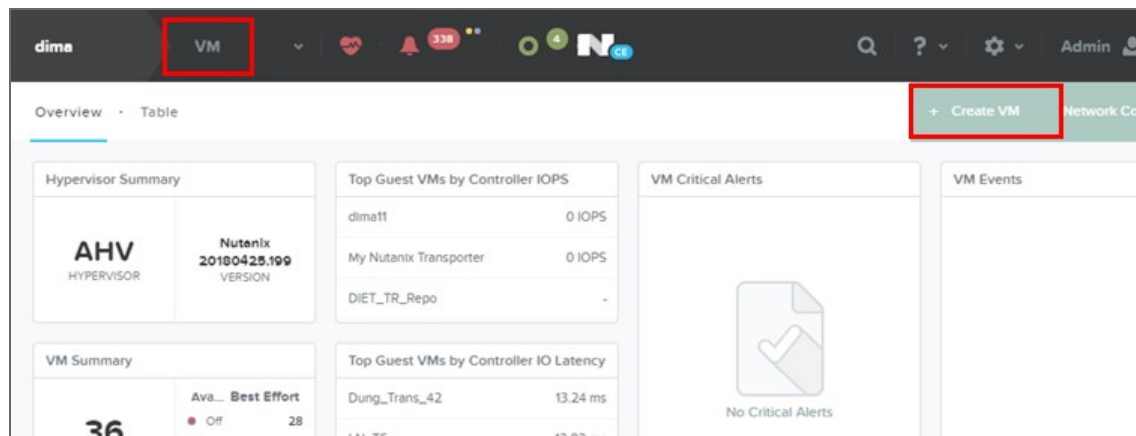 dima VM 338 4 N CE ? Admin
Overview · Table + Create VM Network Co
Hypervisor Summary
AHV
HYPERVISOR
Nutanix
20180425.199
VERSION
Top Guest VMs by Controller IOPS
dima11 0 IOPS
My Nutanix Transporter 0 IOPS
DIET_TR_Repo -
VM Critical Alerts
No Critical Alerts
VM Events
VM Summary
36
Ava... Best Effort
Off 28
Top Guest VMs by Controller IO Latency
Dung_Trans_42 13.24 ms